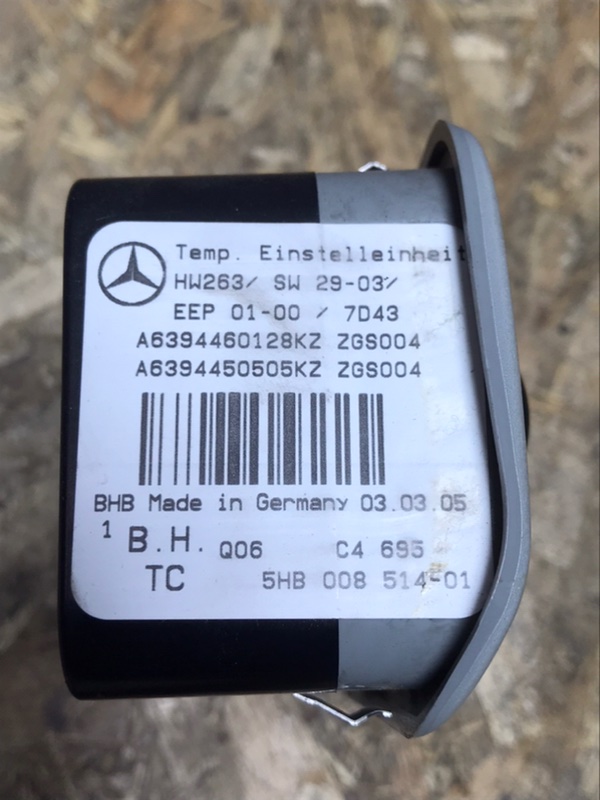 Temp. Einstelleinheit
HW263/ SW 29-03/
EEP 01-00 / 7D43
A6394460128KZ ZGS004
A6394450505KZ ZGS004
BHB Made in Germany 03.03.05
1 B.H. Q06 C4 695
TC 5HB 008 514-01